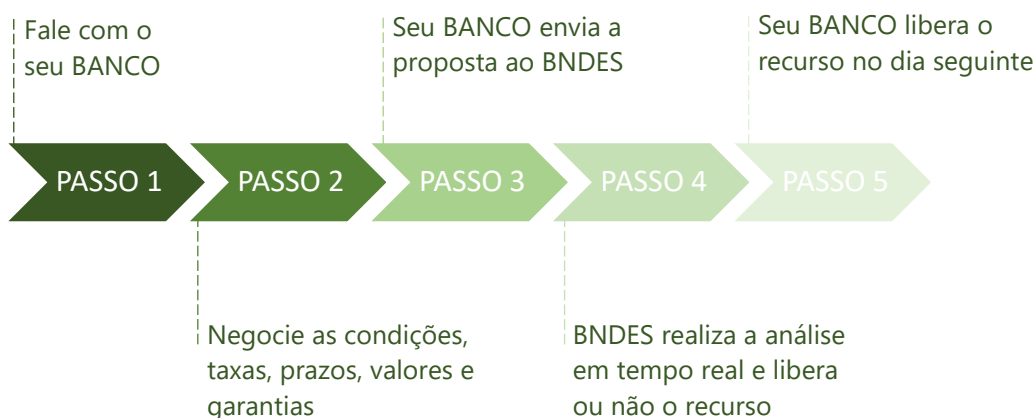 Fale com o
seu BANCO
Seu BANCO envia a
proposta ao BNDES
Seu BANCO libera o
recurso no dia seguinte
PASSO 1
PASSO 2
PASSO 3
PASSO 4
PASSO 5
Negocie as condições,
taxas, prazos, valores e
garantias
BNDES realiza a análise
em tempo real e libera
ou não o recurso